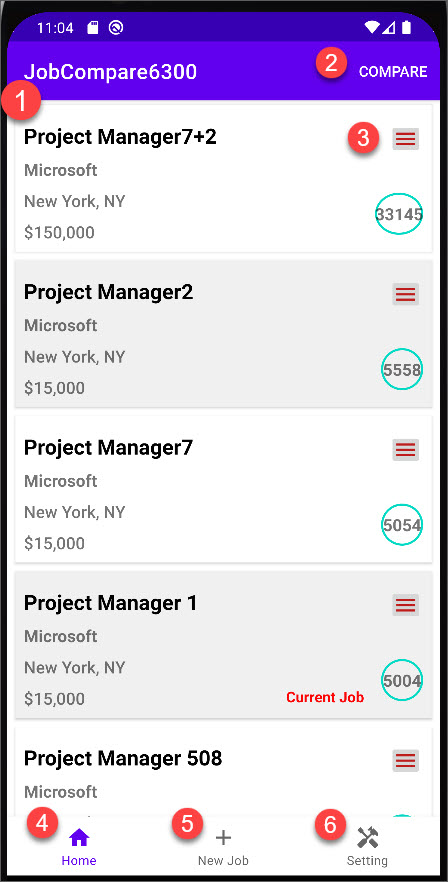 11:04
JobCompare6300
2
COMPARE
1
Project Manager7+2
3
Microsoft
New York, NY
33145
$150,000
Project Manager2
Microsoft
New York, NY
5558
$15,000
Project Manager7
Microsoft
New York, NY
5054
$15,000
Project Manager 1
Microsoft
New York, NY
5004
$15,000
Current Job
Project Manager 508
Microsoft
4
5
6
Home
New Job
Setting